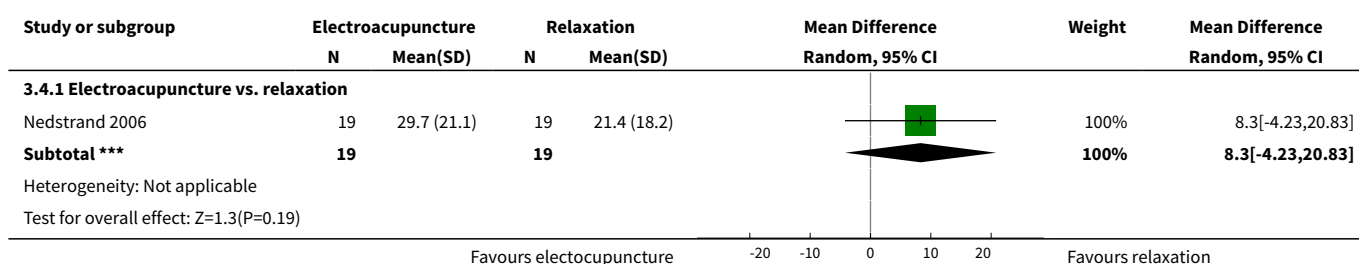 Study or subgroup Electroacupuncture Relaxation Mean Difference Weight Mean Difference
N Mean(SD) N Mean(SD) Random, 95% CI Random, 95% CI
3.4.1 Electroacupuncture vs. relaxation
Nedstrand 2006 19 29.7 (21.1) 19 21.4 (18.2) 100% 8.3[-4.23,20.83]
Subtotal *** 19 19 100% 8.3[-4.23,20.83]
Heterogeneity: Not applicable
Test for overall effect: Z=1.3(P=0.19)
Favours electocupuncture -20 -10 0 10 20 Favours relaxation